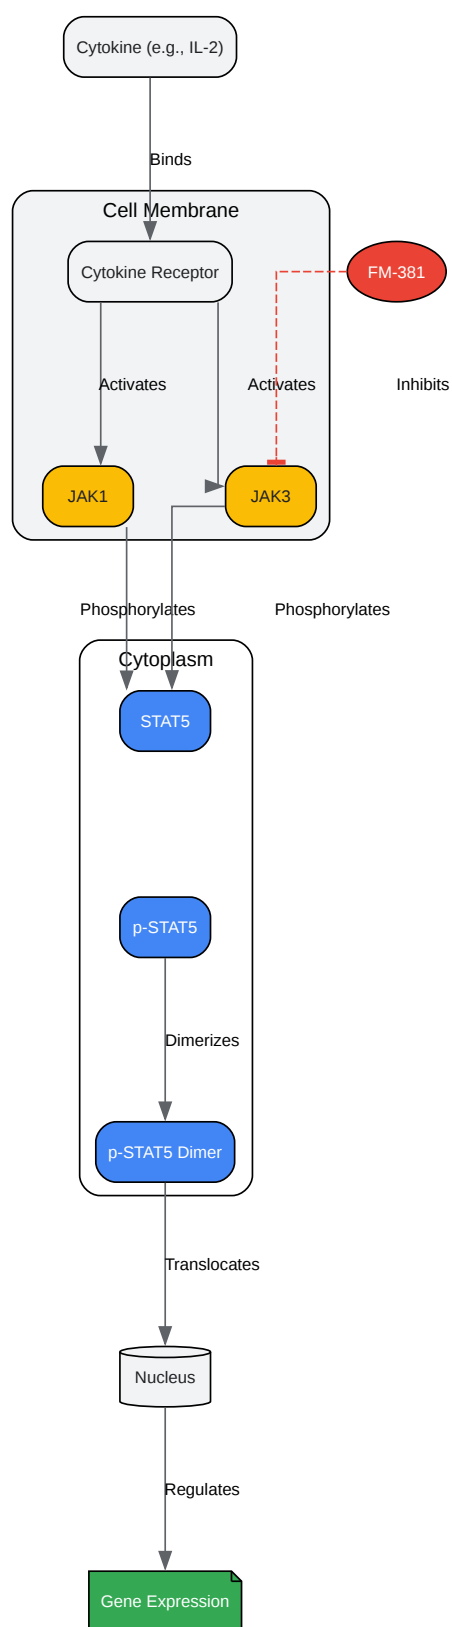 Cytokine (e.g., IL-2)
Binds
Cell Membrane
Cytokine Receptor
FM-381
Activates
Activates
Inhibits
JAK1
JAK3
Phosphorylates
Phosphorylates
Cytoplasm
STAT5
p-STAT5
Dimerizes
p-STAT5 Dimer
Translocates
Nucleus
Regulates
Gene Expression